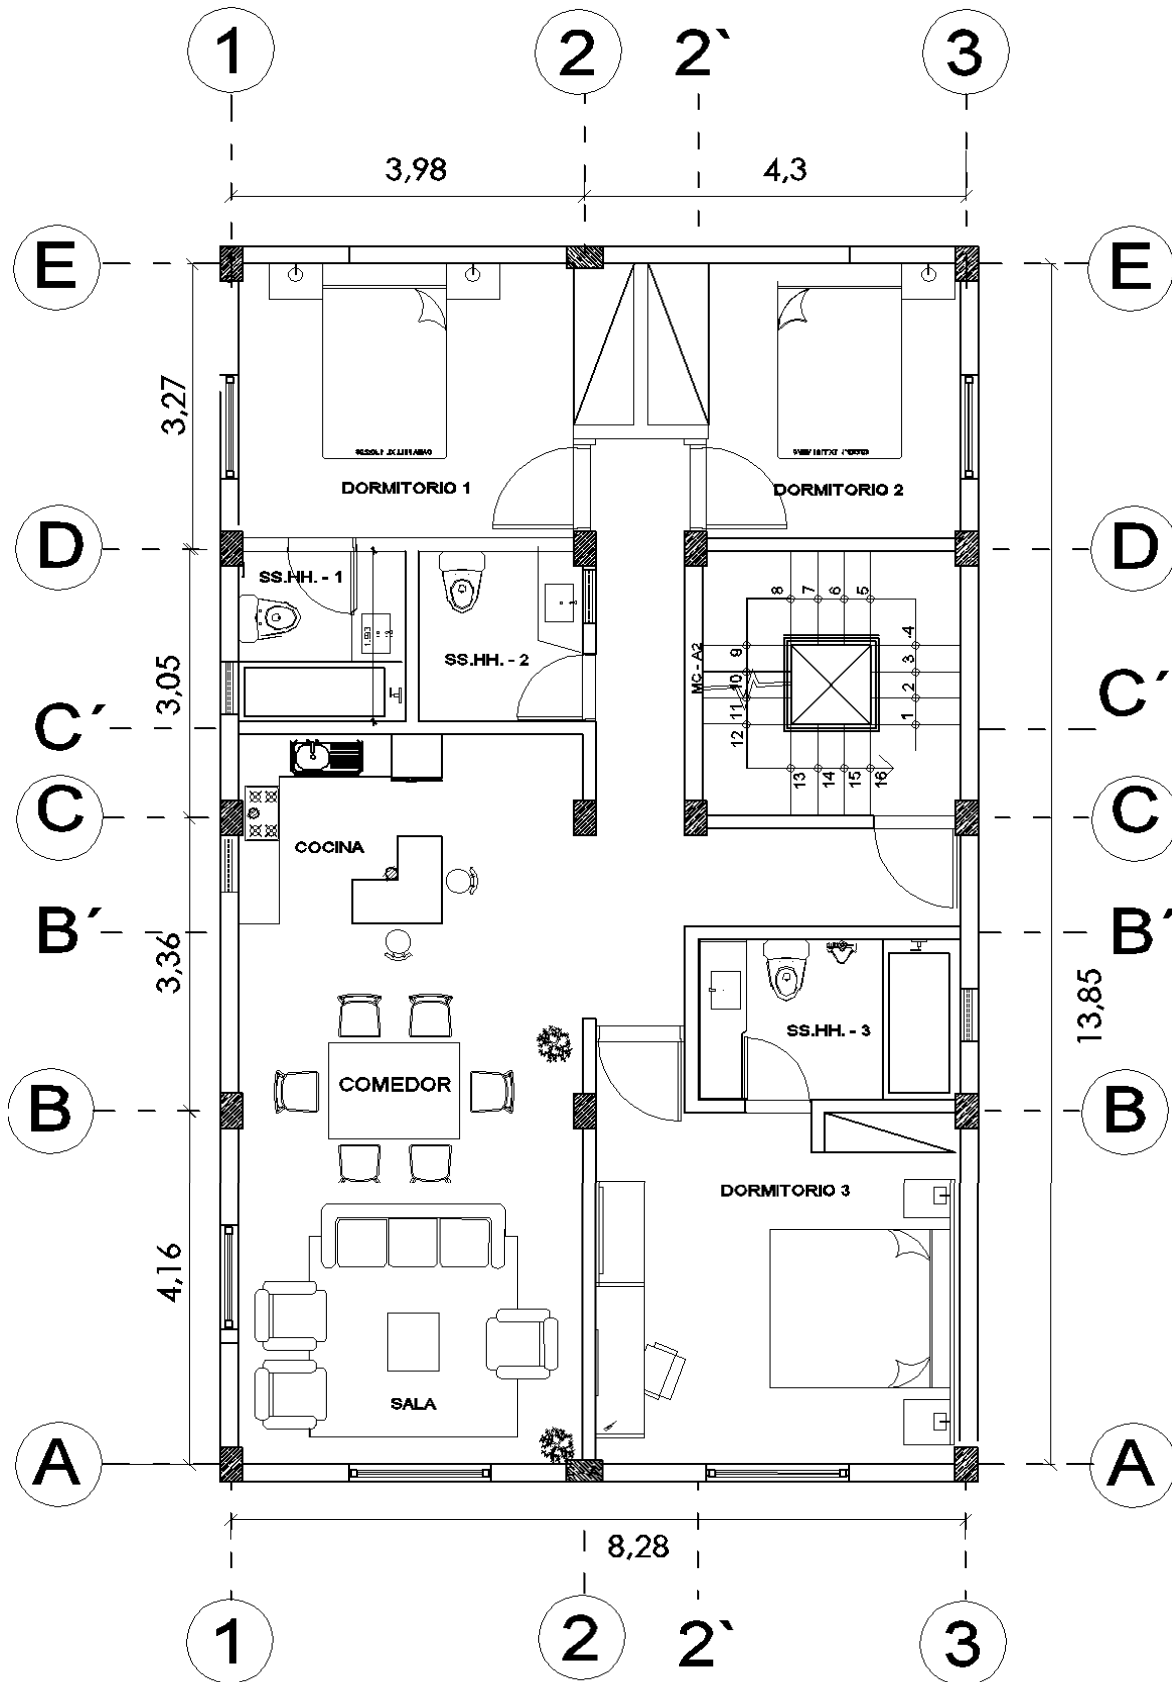 1 2 2` 3
3,98 4,3
E E
3,27
DORMITORIO 1 DORMITORIO 2
D D
SS.HH. - 1
SS.HH. - 2
8 7 6 5
4
3
2
1
9
10
11
12
13 14 15 16
MC - A2
3,05
C´ C´
C C
COCINA
B´ B´
3,36
13,85
SS.HH. - 3
COMEDOR
B B
DORMITORIO 3
4,16
SALA
A A
8,28
1 2 2` 3